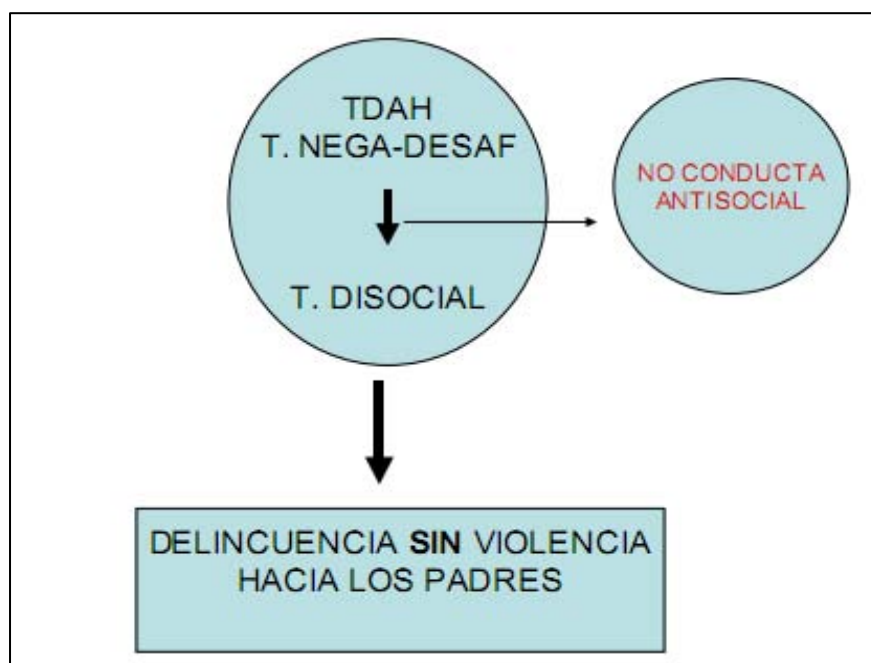 TDAH
T. NEGA-DESAF
T. DISOCIAL
NO CONDUCTA
ANTISOCIAL
DELINCUENCIA SIN VIOLENCIA
HACIA LOS PADRES